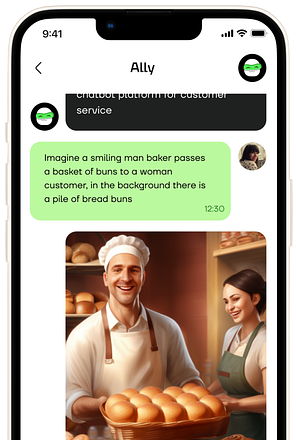 9:41
Ally
chatbot platform for customer
service
Imagine a smiling man baker passes
a basket of buns to a woman
customer, in the background there is
a pile of bread buns
12:30